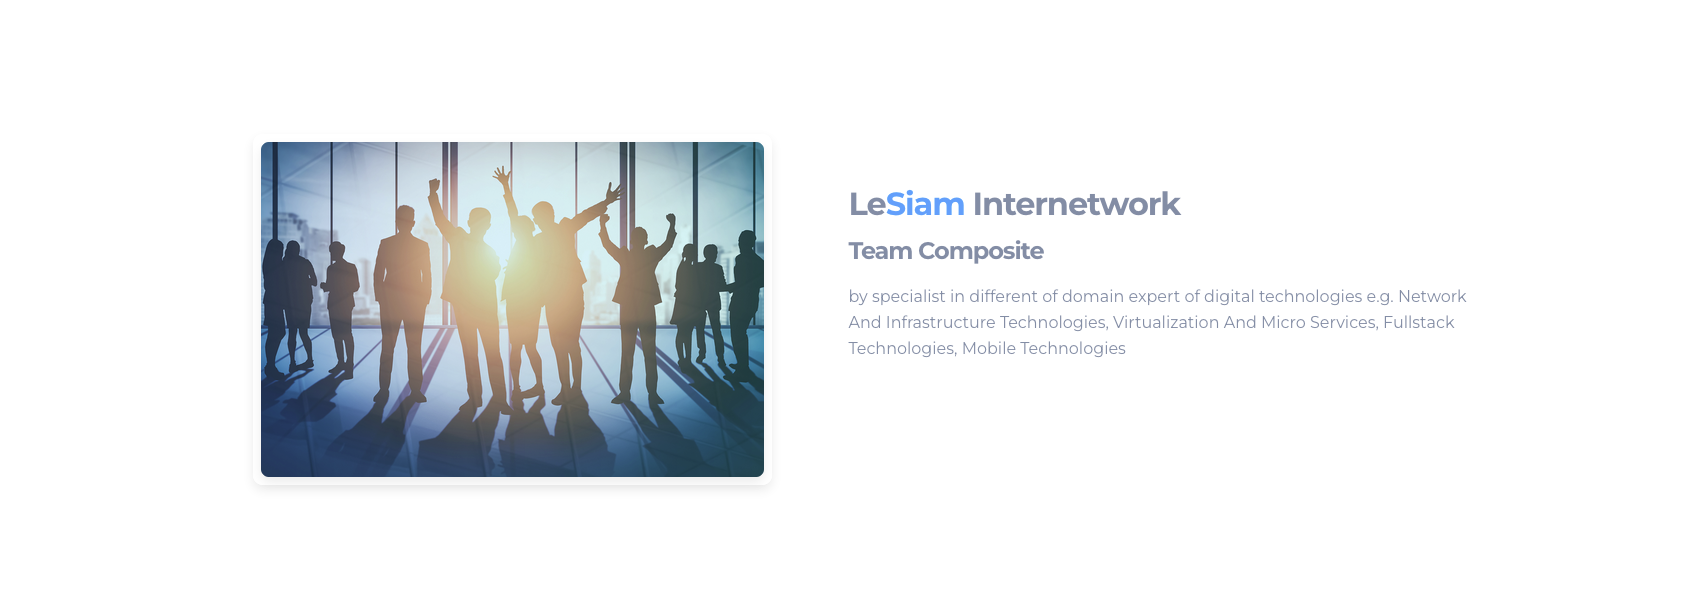 LeSiam Internetwork
Team Composite
by specialist in different of domain expert of digital technologies e.g. Network
And Infrastructure Technologies, Virtualization And Micro Services, Fullstack
Technologies, Mobile Technologies